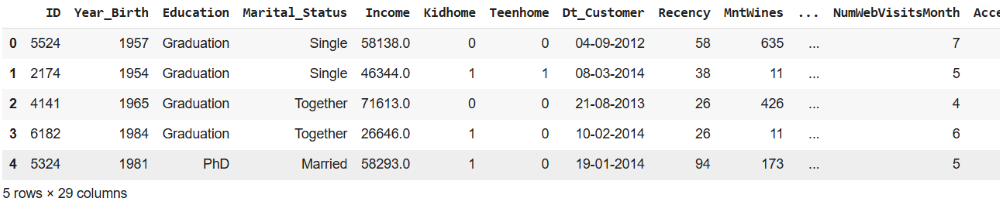 ID Year_Birth Education Marital_Status Income Kidhome Teenhome Dt_Customer Recency MntWines ... NumWebVisitsMonth Acce
0 5524 1957 Graduation Single 58138.0 0 0 04-09-2012 58 635 ... 7
1 2174 1954 Graduation Single 46344.0 1 1 08-03-2014 38 11 ... 5
2 4141 1965 Graduation Together 71613.0 0 0 21-08-2013 26 426 ... 4
3 6182 1984 Graduation Together 26646.0 1 0 10-02-2014 26 11 ... 6
4 5324 1981 PhD Married 58293.0 1 0 19-01-2014 94 173 ... 5
5 rows × 29 columns